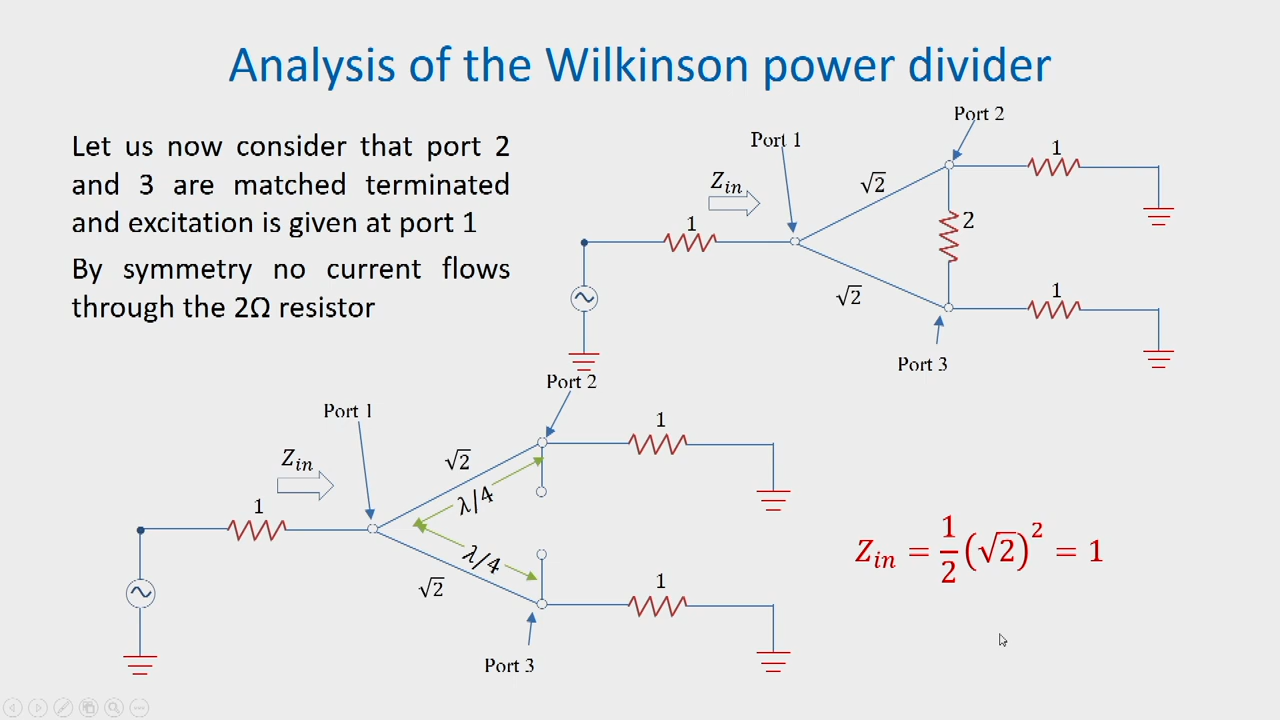 Analysis of the Wilkinson power divider
Let us now consider that port 2
and 3 are matched terminated
and excitation is given at port 1
By symmetry no current flows
through the 2Ω resistor
Port 2
Port 1
1
Z_in
√2
1
2
√2
1
Port 3
Port 2
Port 1
1
Z_in
√2
λ/4
1
λ/4
√2
1
Port 3
Z_in = 1/2 (√2)^2 = 1